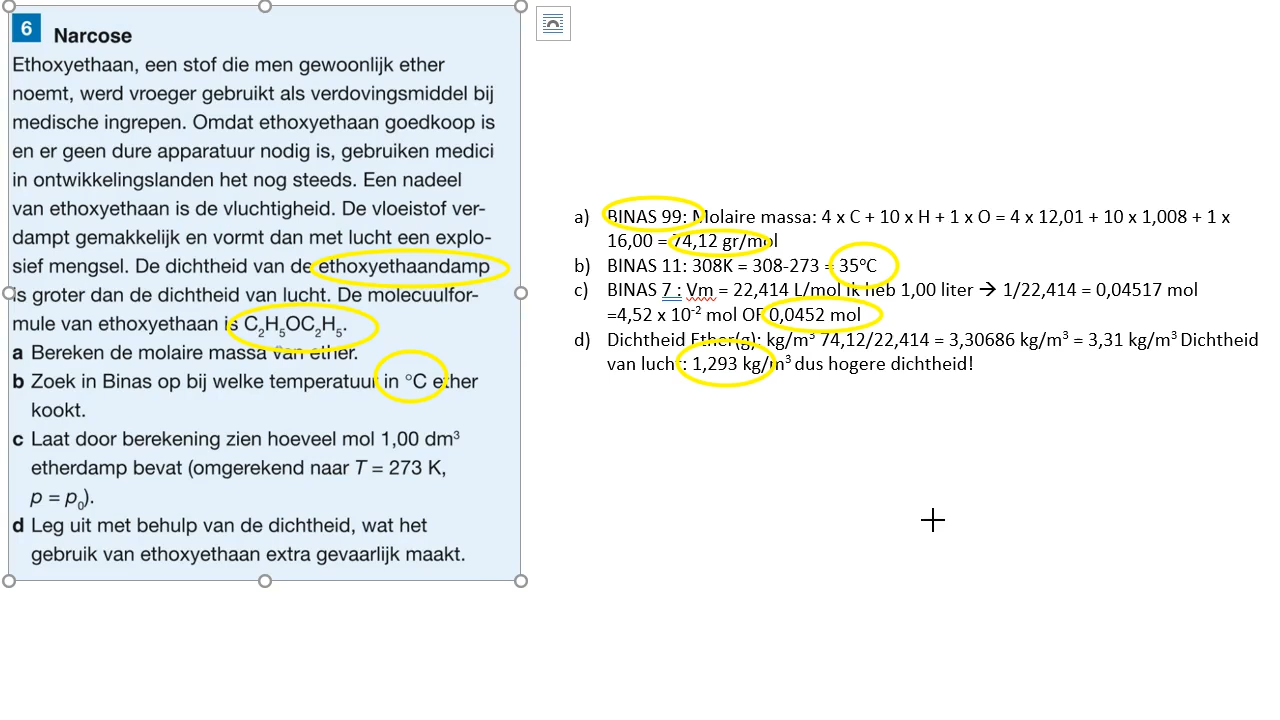 6 Narcose
Ethoxyethaan, een stof die men gewoonlijk ether
noemt, werd vroeger gebruikt als verdovingsmiddel bij
medische ingrepen. Omdat ethoxyethaan goedkoop is
en er geen dure apparatuur nodig is, gebruiken medici
in ontwikkelingslanden het nog steeds. Een nadeel
van ethoxyethaan is de vluchtigheid. De vloeistof ver-
dampt gemakkelijk en vormt dan met lucht een explo-
sief mengsel. De dichtheid van de ethoxyethaandamp
is groter dan de dichtheid van lucht. De molecuulfor-
mule van ethoxyethaan is C₂H₅OC₂H₅.
a Bereken de molaire massa van ether.
b Zoek in Binas op bij welke temperatuur in °C ether
kookt.
c Laat door berekening zien hoeveel mol 1,00 dm³
etherdamp bevat (omgerekend naar T = 273 K,
p = p₀).
d Leg uit met behulp van de dichtheid, wat het
gebruik van ethoxyethaan extra gevaarlijk maakt.
a) BINAS 99: Molaire massa: 4 x C + 10 x H + 1 x O = 4 x 12,01 + 10 x 1,008 + 1 x
16,00 = 74,12 gr/mol
b) BINAS 11: 308K = 308-273 = 35°C
c) BINAS 7 : Vm = 22,414 L/mol ik heb 1,00 liter → 1/22,414 = 0,04517 mol
=4,52 x 10⁻² mol OF 0,0452 mol
d) Dichtheid Ether(g): kg/m³ 74,12/22,414 = 3,30686 kg/m³ = 3,31 kg/m³ Dichtheid
van lucht: 1,293 kg/m³ dus hogere dichtheid!